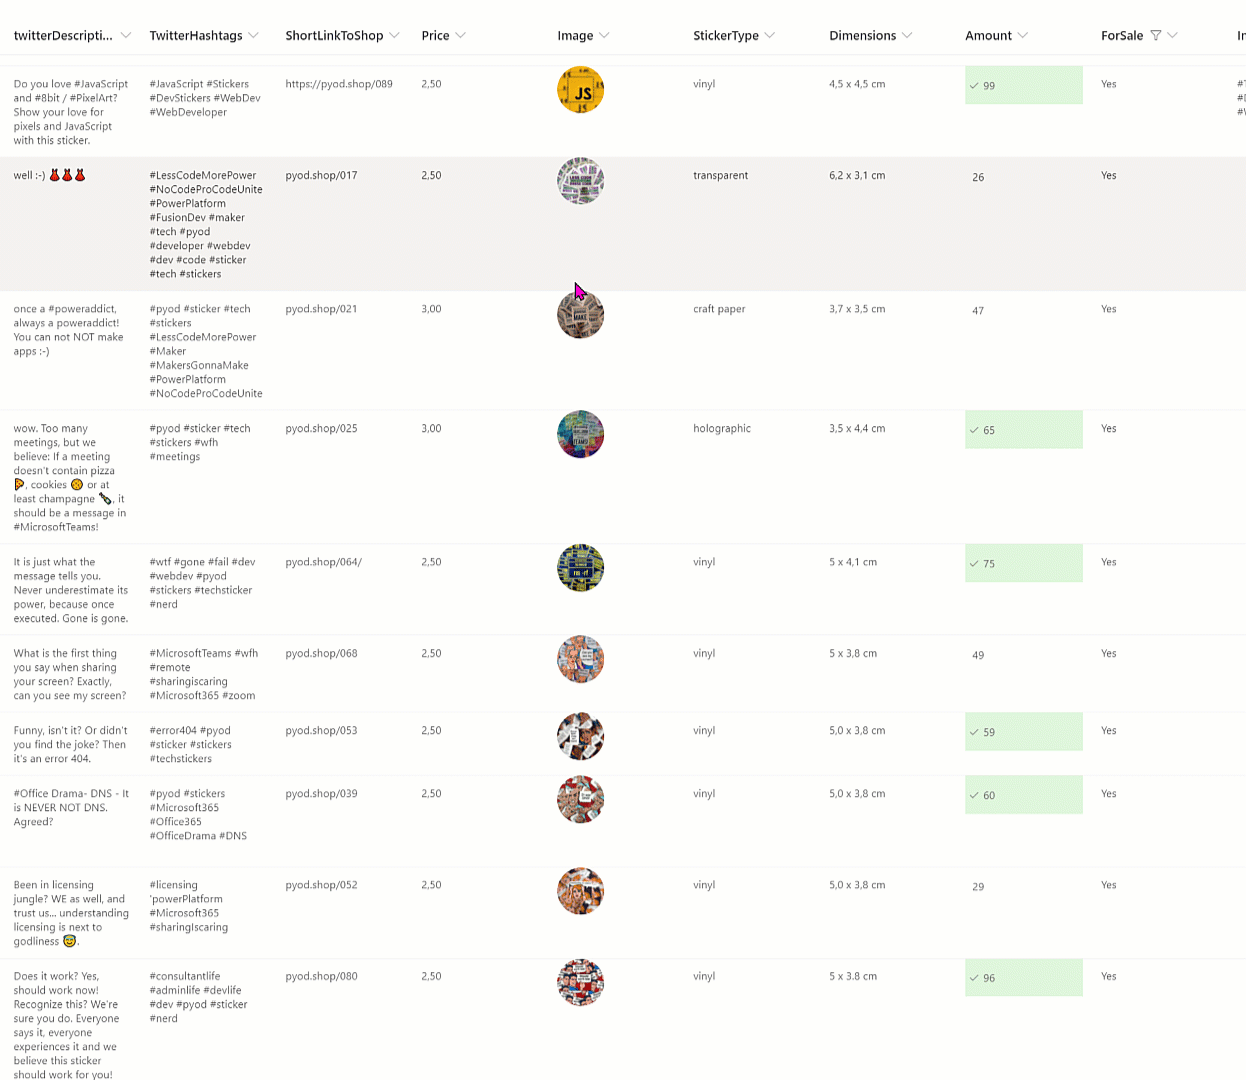 twitterDescripti... TwitterHashtags ShortLinkToShop Price Image StickerType Dimensions Amount ForSale In
Do you love #JavaScript
and #8bit / #PixelArt?
Show your love for
pixels and JavaScript
with this sticker.
#JavaScript #Stickers
#DevStickers #WebDev
#WebDeveloper
https://pyod.shop/089
2,50
JS
vinyl
4,5 x 4,5 cm
✓ 99
Yes
well :-) 💃💃💃
#LessCodeMorePower
#NoCodeProCodeUnite
#PowerPlatform
#FusionDev #maker
#tech #pyod
#developer #webdev
#dev #code #sticker
#tech #stickers
pyod.shop/017
2,50
transparent
6,2 x 3,1 cm
26
Yes
once a #poweraddict,
always a poweraddict!
You can not NOT make
apps :-)
#pyod #sticker #tech
#stickers
#LessCodeMorePower
#Maker
#MakersGonnaMake
#PowerPlatform
#NoCodeProCodeUnite
pyod.shop/021
3,00
MAKE
craft paper
3,7 x 3,5 cm
47
Yes
wow. Too many
meetings, but we
believe: If a meeting
doesn't contain pizza
🍕, cookies 🍪 or at
least champagne 🍾, it
should be a message in
#MicrosoftTeams!
#pyod #sticker #tech
#stickers #wfh
#meetings
pyod.shop/025
3,00
holographic
3,5 x 4,4 cm
✓ 65
Yes
It is just what the
message tells you.
Never underestimate its
power, because once
executed. Gone is gone.
#wtf #gone #fail #dev
#webdev #pyod
#stickers #techsticker
#nerd
pyod.shop/064/
2,50
rm -rf
vinyl
5 x 4,1 cm
✓ 75
Yes
What is the first thing
you say when sharing
your screen? Exactly,
can you see my screen?
#MicrosoftTeams #wfh
#remote
#sharingiscaring
#Microsoft365 #zoom
pyod.shop/068
2,50
vinyl
5 x 3,8 cm
49
Yes
Funny, isn't it? Or didn't
you find the joke? Then
it's an error 404.
#error404 #pyod
#sticker #stickers
#techstickers
pyod.shop/053
2,50
vinyl
5,0 x 3,8 cm
✓ 59
Yes
#Office Drama- DNS - It
is NEVER NOT DNS.
Agreed?
#pyod #stickers
#Microsoft365
#Office365
#OfficeDrama #DNS
pyod.shop/039
2,50
vinyl
5,0 x 3,8 cm
✓ 60
Yes
Been in licensing
jungle? WE as well, and
trust us... understanding
licensing is next to
godliness 😇.
#licensing
'powerPlatform
#Microsoft365
#sharingIscaring
pyod.shop/052
2,50
vinyl
5,0 x 3,8 cm
29
Yes
Does it work? Yes,
should work now!
Recognize this? We're
sure you do. Everyone
says it, everyone
experiences it and we
believe this sticker
should work for you!
#consultantlife
#adminlife #devlife
#dev #pyod #sticker
#nerd
pyod.shop/080
2,50
vinyl
5 x 3.8 cm
✓ 96
Yes